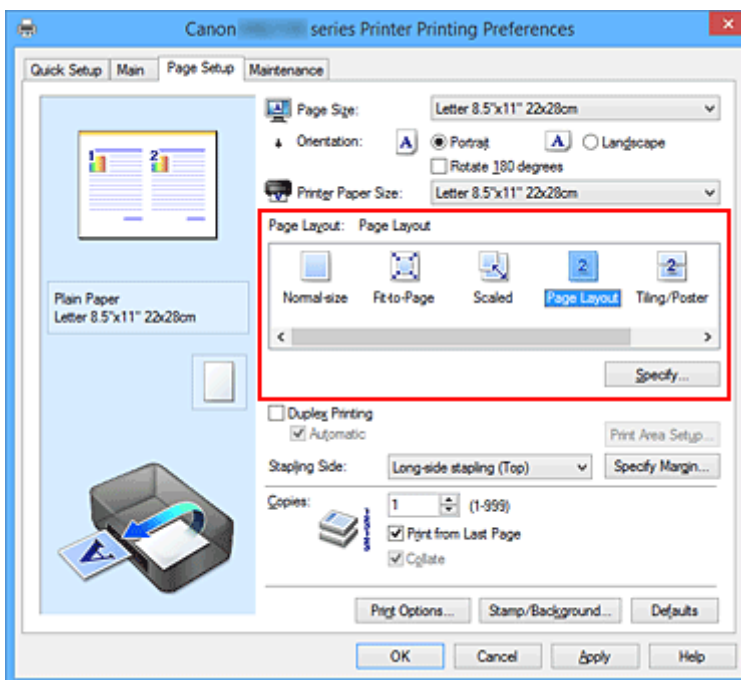 Canon series Printer Printing Preferences
Quick Setup Main Page Setup Maintenance
Page Size: Letter 8.5"x11" 22x28cm
Orientation: A Portrait A Landscape
Rotate 180 degrees
Printer Paper Size: Letter 8.5"x11" 22x28cm
1 2
Page Layout: Page Layout
2 2
Normal-size Fit-to-Page Scaled Page Layout Tiling/Poster
Plain Paper
Letter 8.5"x11" 22x28cm
Specify...
Duplex Printing
Automatic Print Area Setup...
Stapling Side: Long-side stapling (Top) Specify Margin...
Copies: 1 (1-999)
Print from Last Page
Collate
A
Print Options... Stamp/Background... Defaults
OK Cancel Apply Help